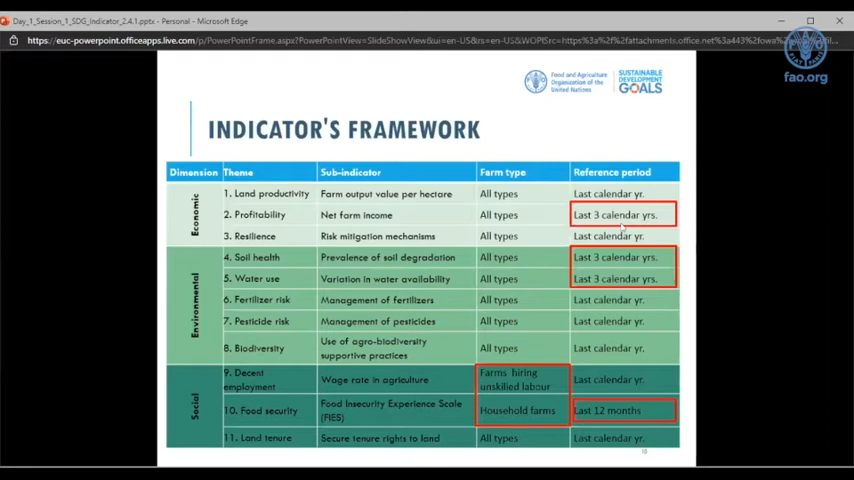 Day_1_Session_1_SDG_Indicator_2.4.1.pptx - Personal - Microsoft Edge
https://euc-powerpoint.officeapps.live.com/p/PowerPointFrame.aspx?PowerPointView=SlideShowView&ui=en-US&rs=en-US&WOPISrc=https%3a%2f%2fattachments.office.net%3a443%2fowa%2
fao.org
Food and Agriculture
Organization of the
United Nations
SUSTAINABLE
DEVELOPMENT
GOALS
INDICATOR'S FRAMEWORK
Dimension Theme Sub-indicator Farm type Reference period
Economic
1. Land productivity Farm output value per hectare All types Last calendar yr.
2. Profitability Net farm income All types Last 3 calendar yrs.
3. Resilience Risk mitigation mechanisms All types Last calendar yr.
Environmental
4. Soil health Prevalence of soil degradation All types Last 3 calendar yrs.
5. Water use Variation in water availability All types Last 3 calendar yrs.
6. Fertilizer risk Management of fertilizers All types Last calendar yr.
7. Pesticide risk Management of pesticides All types Last calendar yr.
8. Biodiversity Use of agro-biodiversity supportive practices All types Last calendar yr.
Social
9. Decent employment Wage rate in agriculture Farms hiring unskilled labour Last calendar yr.
10. Food security Food Insecurity Experience Scale (FIES) Household farms Last 12 months
11. Land tenure Secure tenure rights to land All types Last calendar yr.